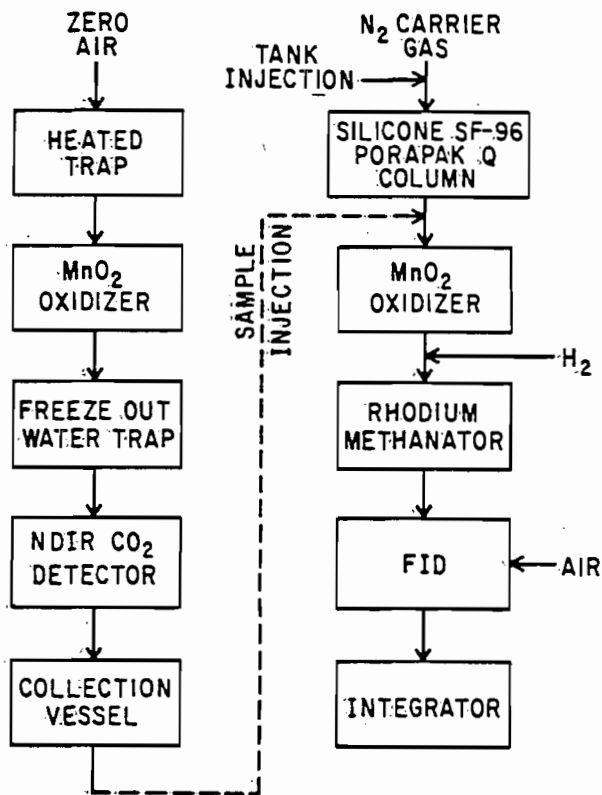 ZERO
AIR
HEATED
TRAP
MnO₂
OXIDIZER
FREEZE OUT
WATER TRAP
NDIR CO₂
DETECTOR
COLLECTION
VESSEL
SAMPLE
INJECTION
N₂ CARRIER
GAS
TANK
INJECTION
SILICONE SF-96
PORAPAK Q
COLUMN
MnO₂
OXIDIZER
H₂
RHODIUM
METHANATOR
FID
AIR
INTEGRATOR